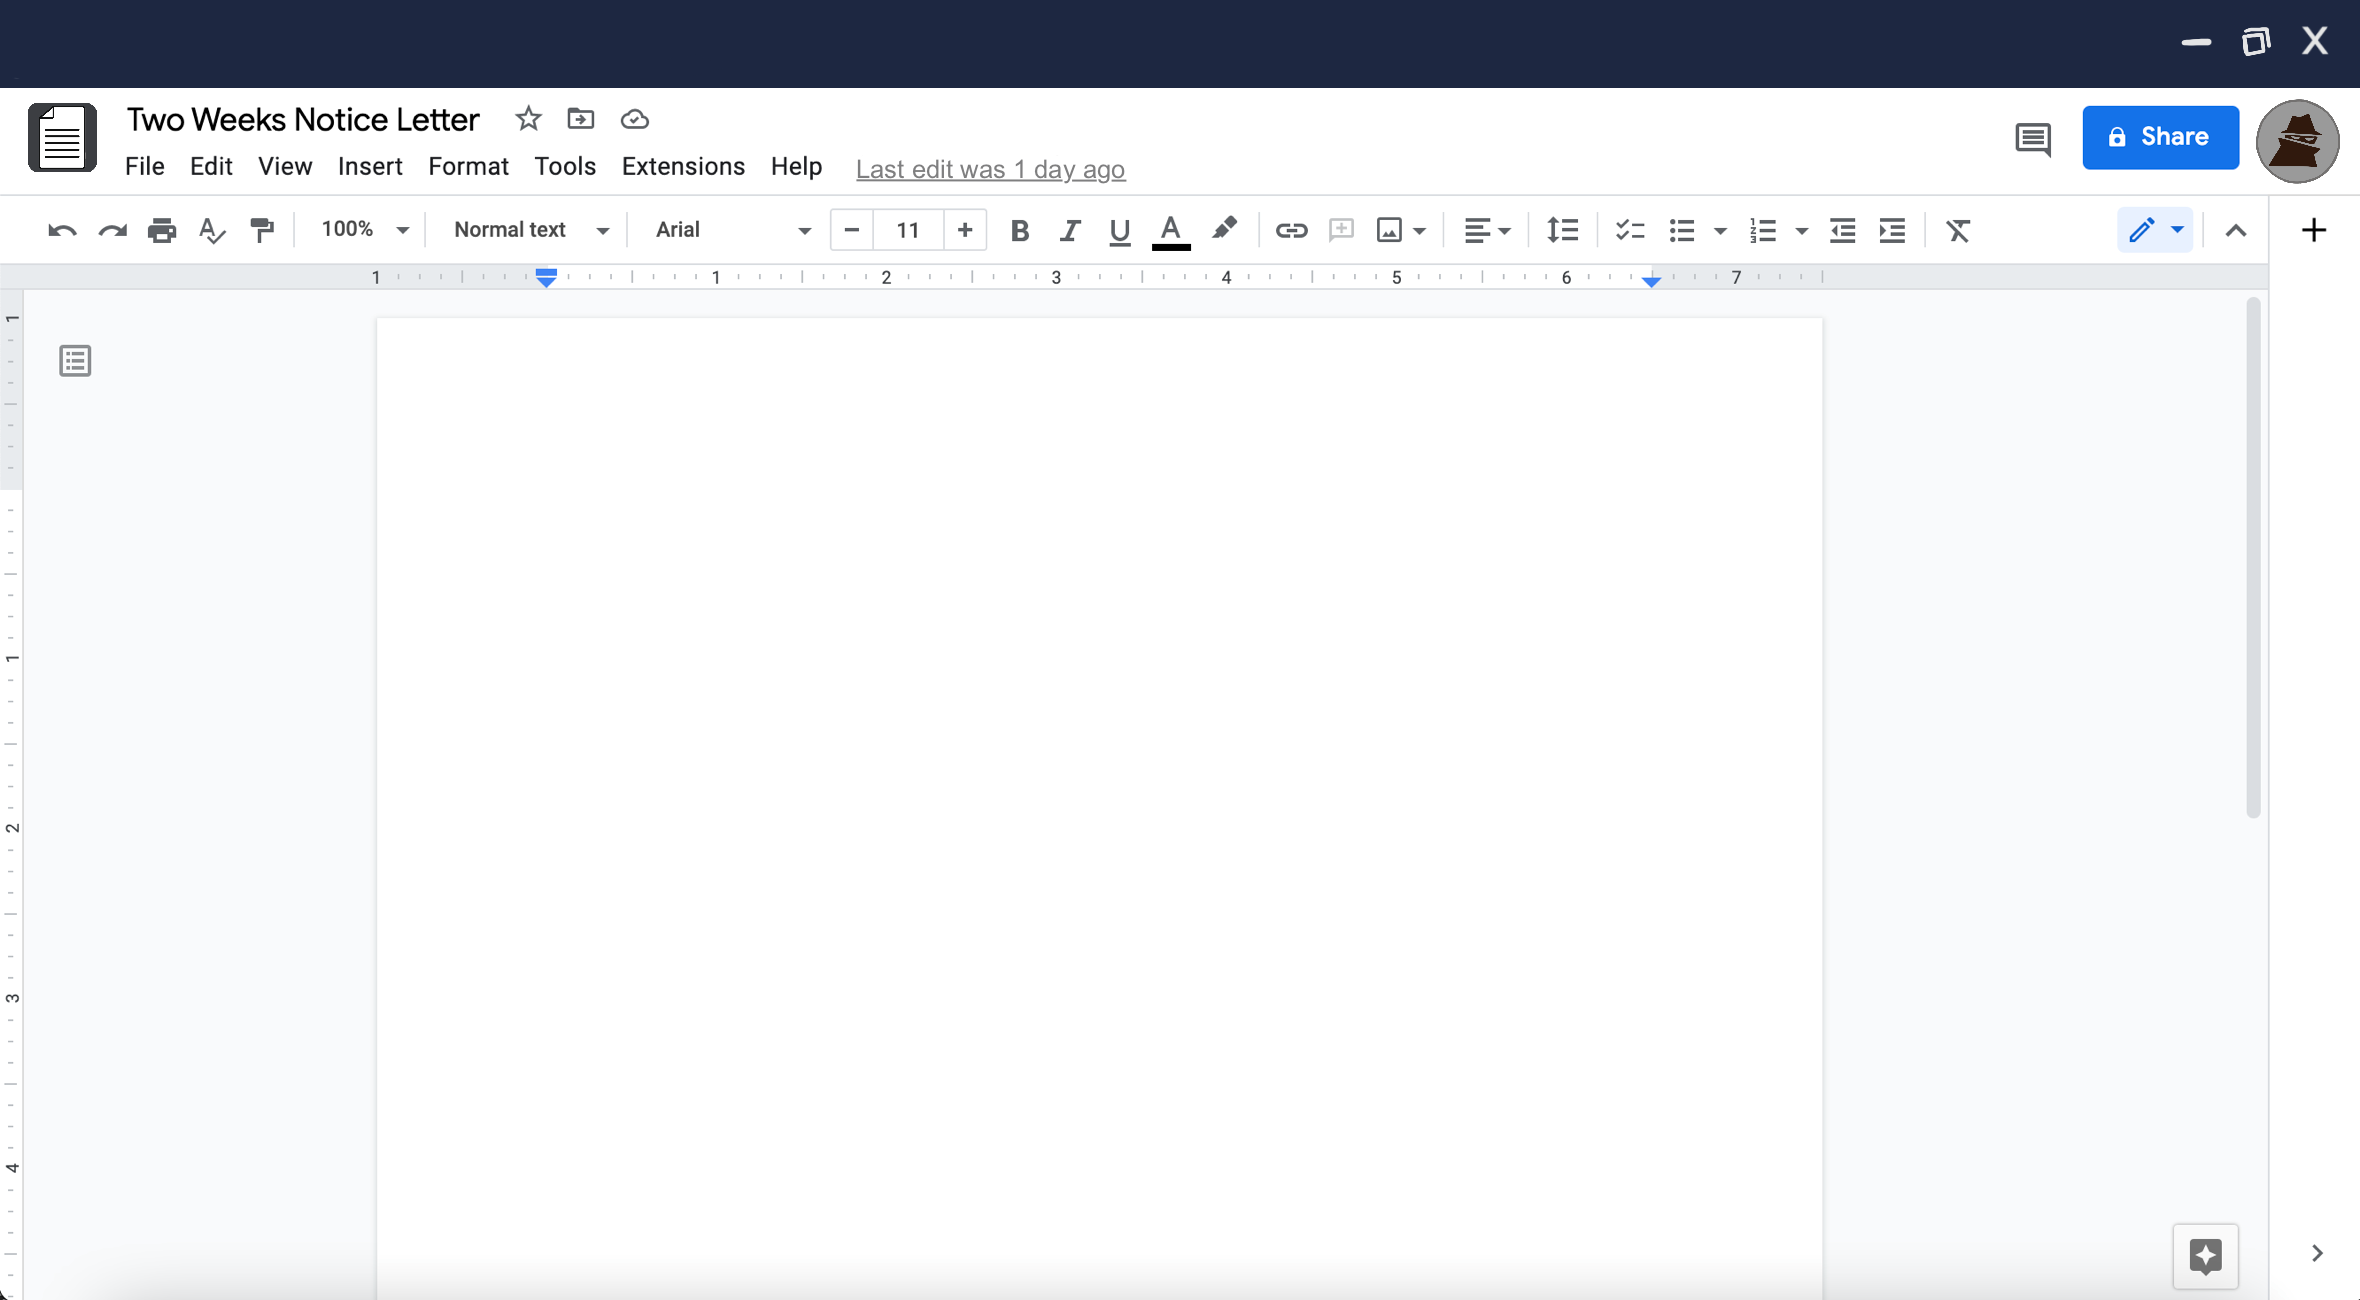 Two Weeks Notice Letter
File Edit View Insert Format Tools Extensions Help Last edit was 1 day ago
Share
100% Normal text Arial 11
1 1 2 3 4 5 6 7
1
1
2
3
4